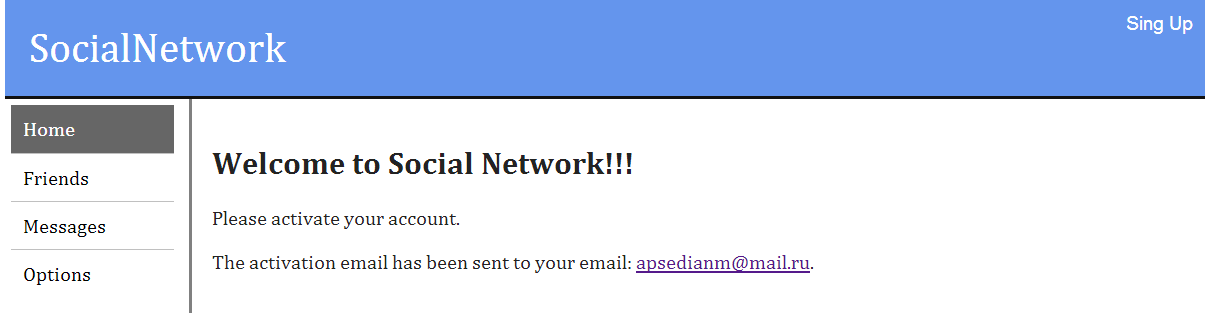 Sing Up
SocialNetwork
Home
Friends
Messages
Options
Welcome to Social Network!!!
Please activate your account.
The activation email has been sent to your email: apsedianm@mail.ru.